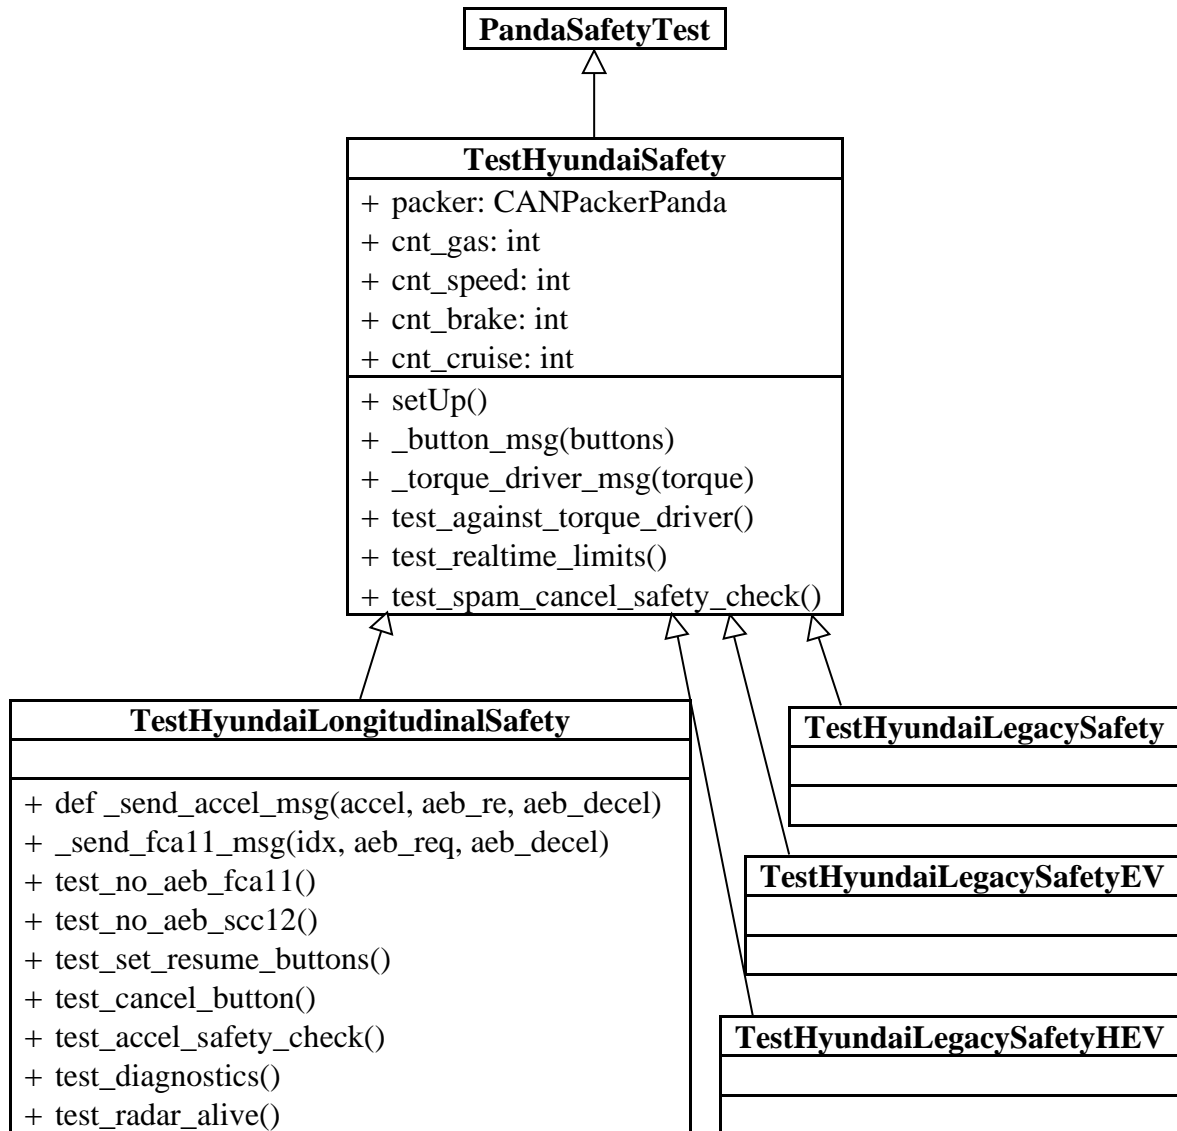 PandaSafetyTest
TestHyundaiSafety
+ packer: CANPackerPanda
+ cnt_gas: int
+ cnt_speed: int
+ cnt_brake: int
+ cnt_cruise: int
+ setUp()
+ _button_msg(buttons)
+ _torque_driver_msg(torque)
+ test_against_torque_driver()
+ test_realtime_limits()
+ test_spam_cancel_safety_check()
TestHyundaiLongitudinalSafety
+ def _send_accel_msg(accel, aeb_re, aeb_decel)
+ _send_fca11_msg(idx, aeb_req, aeb_decel)
+ test_no_aeb_fca11()
+ test_no_aeb_scc12()
+ test_set_resume_buttons()
+ test_cancel_button()
+ test_accel_safety_check()
+ test_diagnostics()
+ test_radar_alive()
TestHyundaiLegacySafety
TestHyundaiLegacySafetyEV
TestHyundaiLegacySafetyHEV